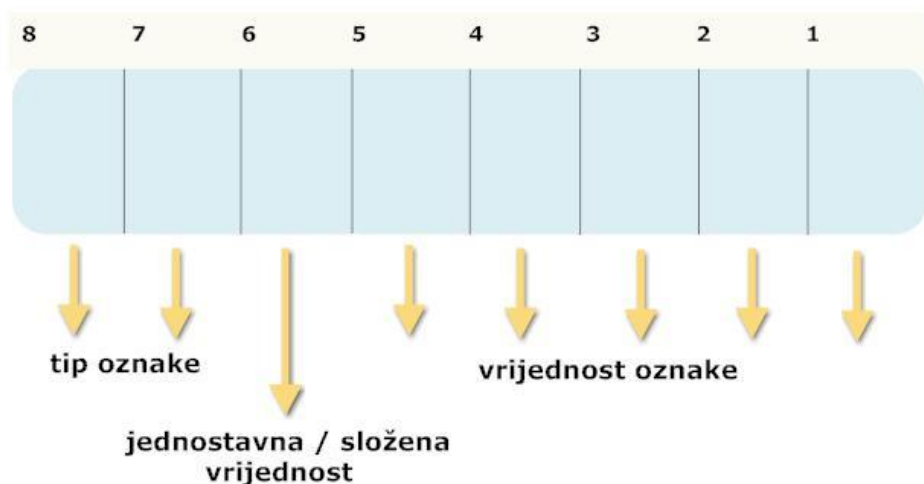 8 7 6 5 4 3 2 1
tip oznake
vrijednost oznake
jednostavna / složena
vrijednost